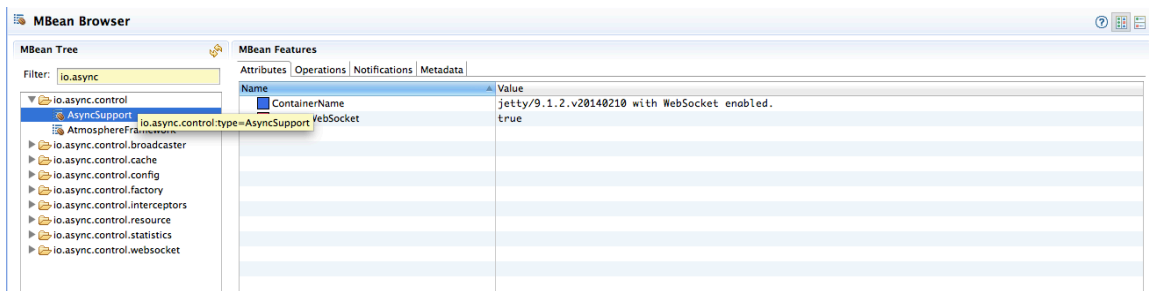 MBean Browser
MBean Tree
MBean Features
Filter: io.async
Attributes Operations Notifications Metadata
Name Value
io.async.control
ContainerName jetty/9.1.2.v20140210 with WebSocket enabled.
AsyncSupport
WebSocket true
io.async.control:type=AsyncSupport
io.async.control.broadcaster
io.async.control.cache
io.async.control.config
io.async.control.factory
io.async.control.interceptors
io.async.control.resource
io.async.control.statistics
io.async.control.websocket